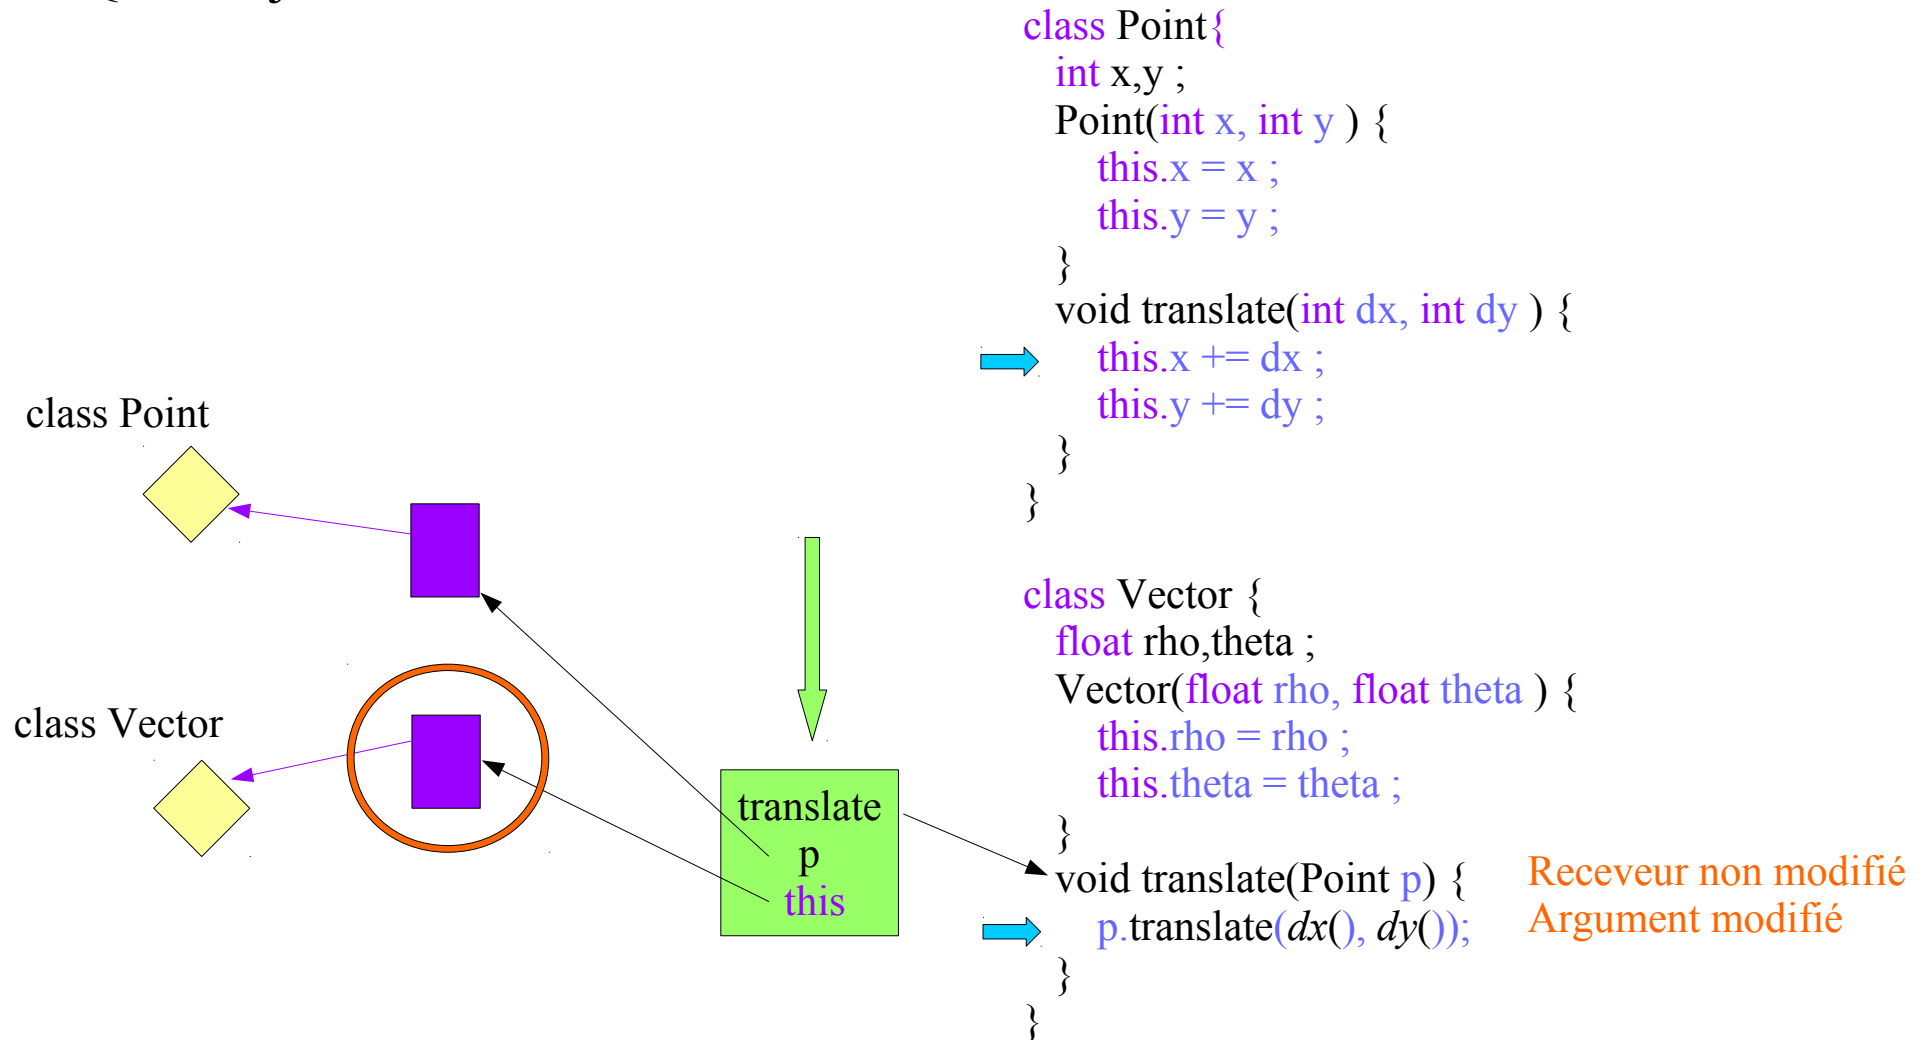 class Point{
int x,y ;
Point(int x, int y ) {
this.x = x ;
this.y = y ;
}
void translate(int dx, int dy ) {
this.x += dx ;
this.y += dy ;
}
}
class Point
class Vector
translate
p
this
class Vector {
float rho,theta ;
Vector(float rho, float theta ) {
this.rho = rho ;
this.theta = theta ;
}
void translate(Point p) {
p.translate(dx(), dy());
}
}
Receveur non modifié
Argument modifié